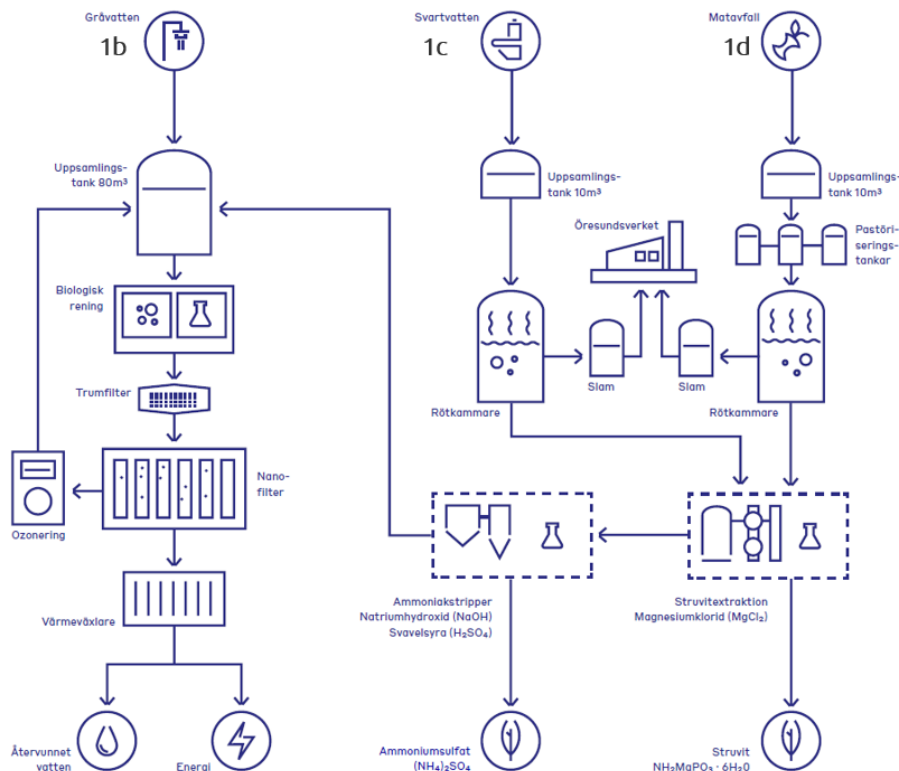 Gråvatten
1b
Svartvatten
1c
Matavfall
1d
Uppsamlings-
tank 80m³
Uppsamlings-
tank 10m³
Uppsamlings-
tank 10m³
Öresundsverket
Pastöri-
serings-
tankar
Biologisk
rening
Slam
Slam
Trumfilter
Rötkammare
Rötkammare
Nano-
filter
Ozonering
Ammoniakstripper
Natriumhydroxid (NaOH)
Svavelsyra (H₂SO₄)
Struvitextraktion
Magnesiumklorid (MgCl₂)
Värmeväxlare
Återvunnet
vatten
Energi
Ammoniumsulfat
(NH₄)₂SO₄
Struvit
NH₂MgPO₃ · 6H₂0